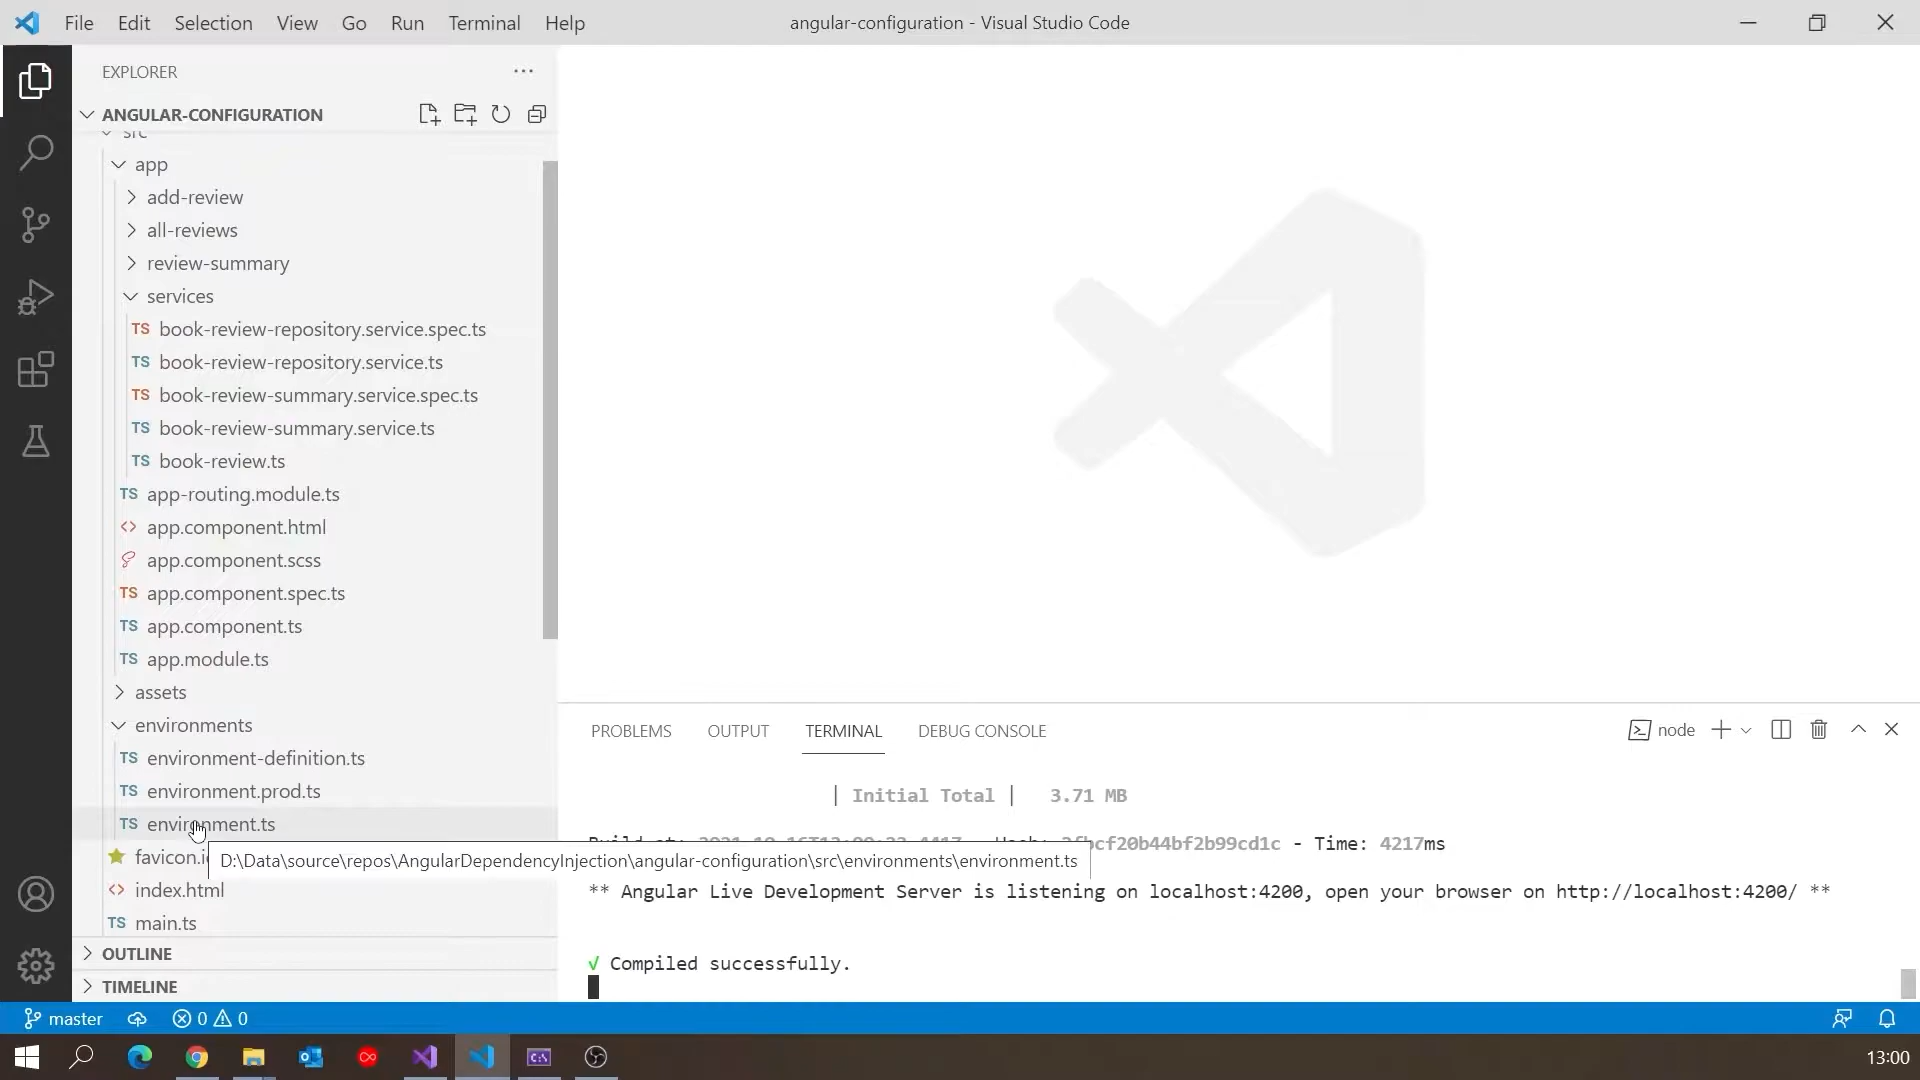 File Edit Selection View Go Run Terminal Help
angular-configuration - Visual Studio Code
EXPLORER
ANGULAR-CONFIGURATION
src
app
add-review
all-reviews
review-summary
services
TS book-review-repository.service.spec.ts
TS book-review-repository.service.ts
TS book-review-summary.service.spec.ts
TS book-review-summary.service.ts
TS book-review.ts
TS app-routing.module.ts
<> app.component.html
app.component.scss
TS app.component.spec.ts
TS app.component.ts
TS app.module.ts
assets
environments
TS environment-definition.ts
TS environment.prod.ts
TS environment.ts
favicon.i
D:\Data\source\repos\AngularDependencyInjection\angular-configuration\src\environments\environment.ts
<> index.html
TS main.ts
OUTLINE
TIMELINE
PROBLEMS OUTPUT TERMINAL DEBUG CONSOLE
node
| Initial Total | 3.71 MB
fbcf20b44bf2b99cd1c - Time: 4217ms
** Angular Live Development Server is listening on localhost:4200, open your browser on http://localhost:4200/ **
√ Compiled successfully.
master 0 0
13:00